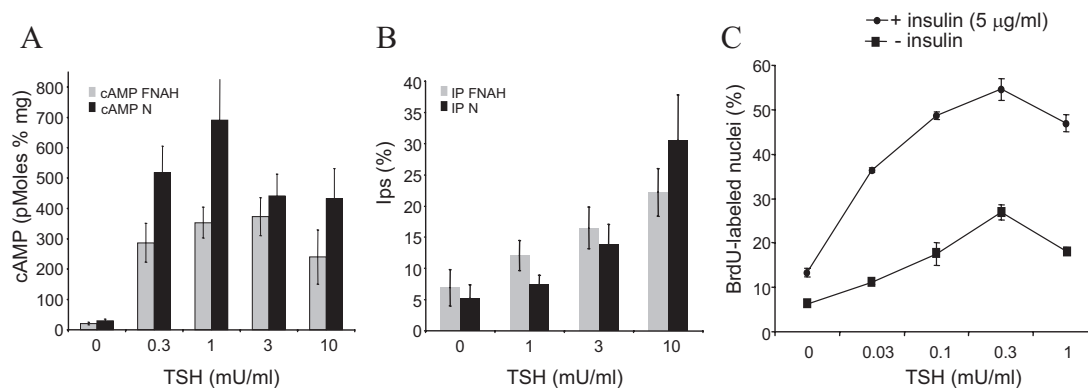 A
cAMP (pMoles % mg)
800
700
600
500
400
300
200
100
0
cAMP FNAH
cAMP N
0 0.3 1 3 10
TSH (mU/ml)
B
Ips (%)
40
35
30
25
20
15
10
5
0
IP FNAH
IP N
0 1 3 10
TSH (mU/ml)
C
+ insulin (5 µg/ml)
- insulin
BrdU-labeled nuclei (%)
60
50
40
30
20
10
0
0 0.03 0.1 0.3 1
TSH (mU/ml)